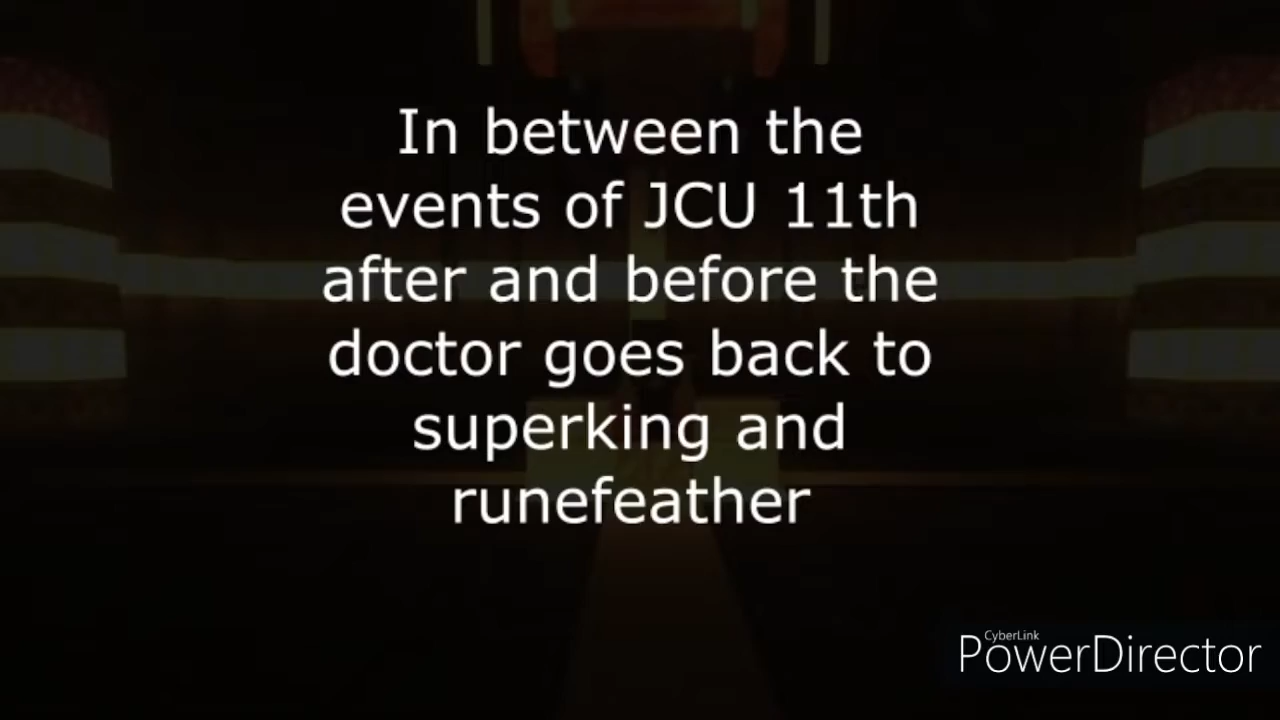 In between the
events of JCU 11th
after and before the
doctor goes back to
superking and
runefeather
CyberLink
PowerDirector